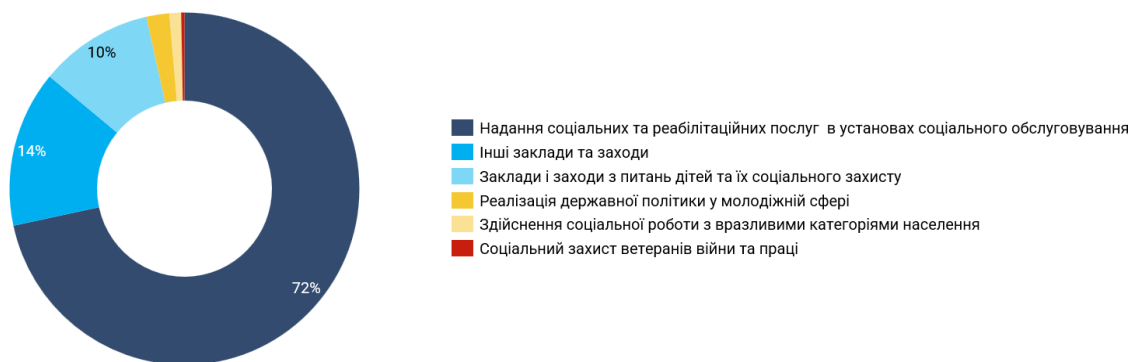 10%
14%
72%
Надання соціальних та реабілітаційних послуг  в установах соціального обслуговування
Інші заклади та заходи
Заклади і заходи з питань дітей та їх соціального захисту
Реалізація державної політики у молодіжній сфері
Здійснення соціальної роботи з вразливими категоріями населення
Соціальний захист ветеранів війни та праці